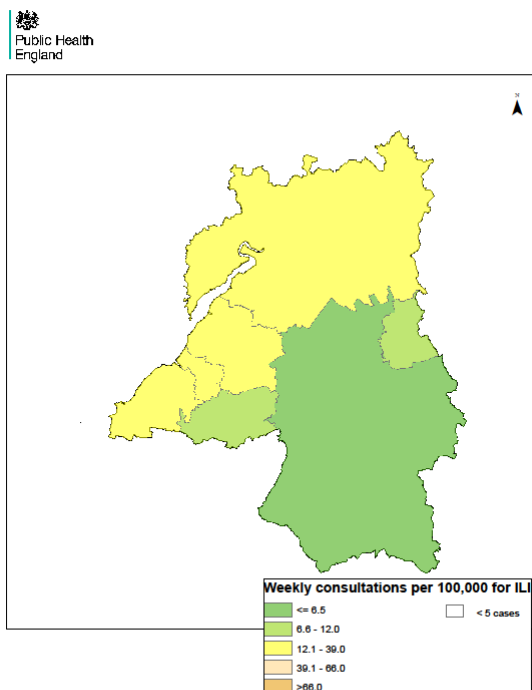 Public Health
England
N
Weekly consultations per 100,000 for ILI
<= 6.5
6.6 - 12.0
12.1 - 39.0
39.1 - 66.0
>66.0
< 5 cases